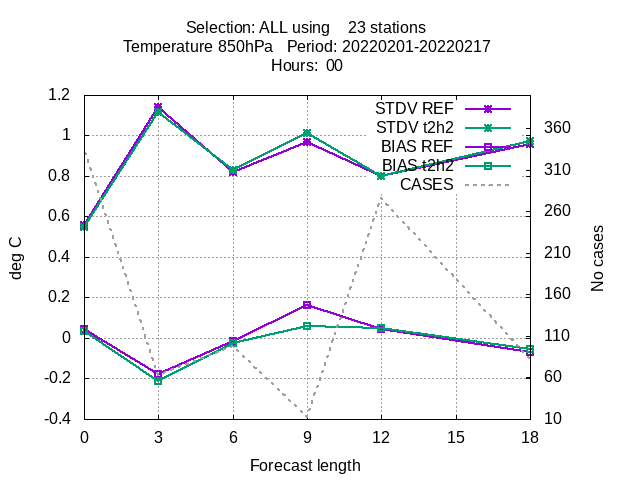 Selection: ALL using 23 stations
Temperature 850hPa Period: 20220201-20220217
Hours: 00
STDV REF
STDV t2h2
BIAS REF
BIAS t2h2
CASES
1.2
1
0.8
0.6
0.4
0.2
0
-0.2
-0.4
deg C
360
310
260
210
160
110
60
10
No cases
0 3 6 9 12 15 18
Forecast length